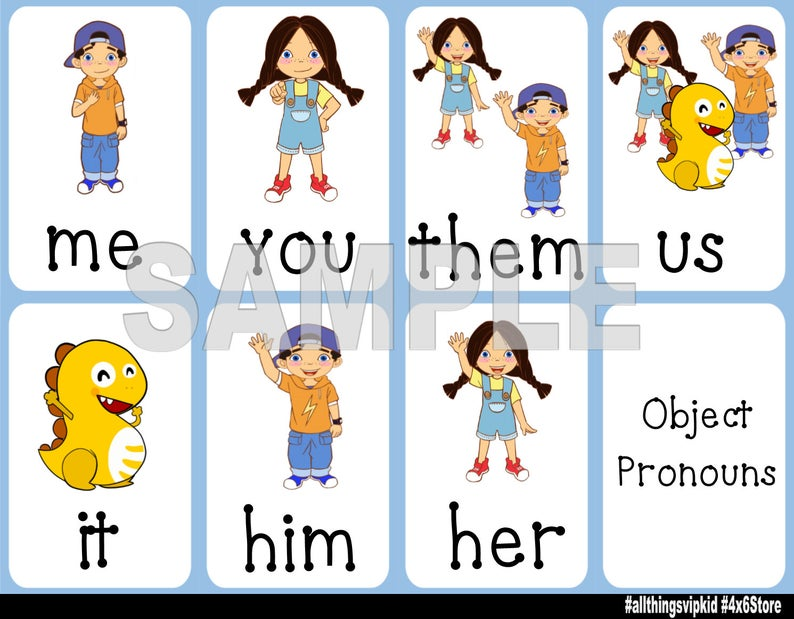 me
you
them
us
SAMPLE
it
him
her
Object
Pronouns
#allthingsvipkid #4x6Store